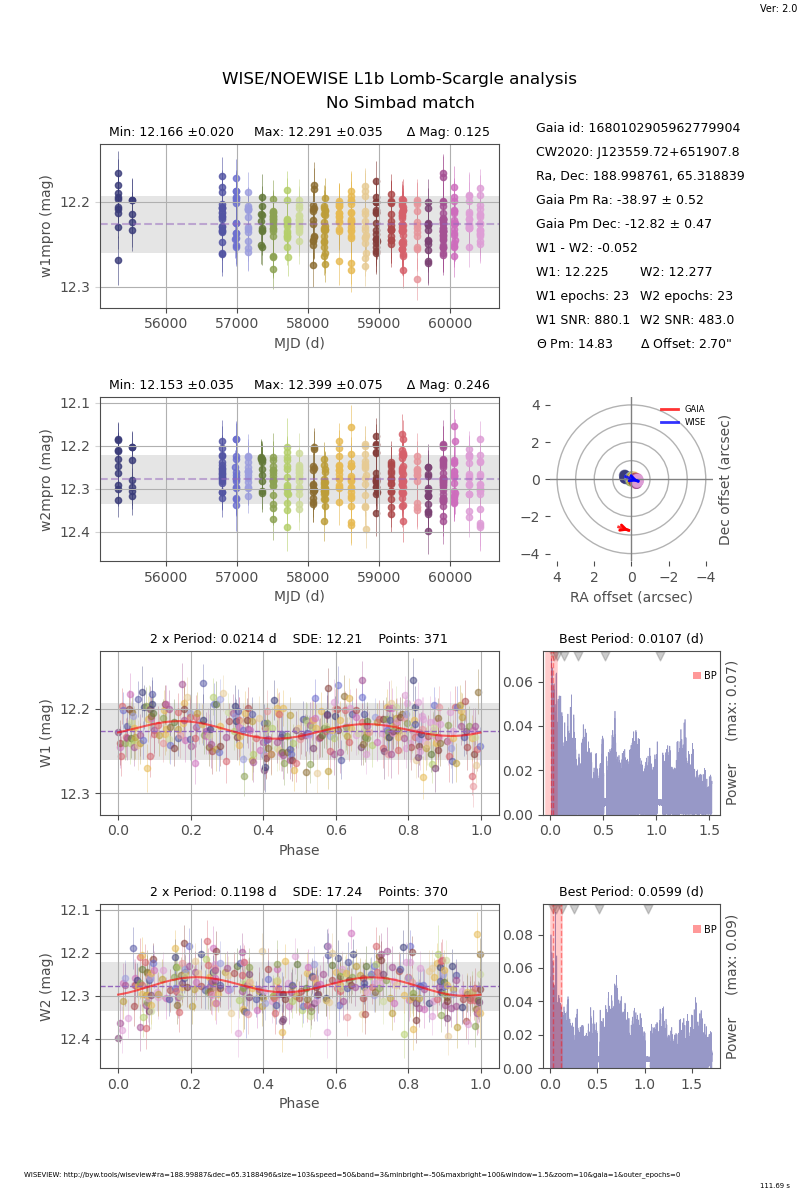 Ver: 2.0
WISE/NOEWISE L1b Lomb-Scargle analysis
No Simbad match
Min: 12.166 ±0.020 Max: 12.291 ±0.035 Δ Mag: 0.125
w1mpro (mag)
12.2
12.3
56000 57000 58000 59000 60000
MJD (d)
Gaia id: 1680102905962779904
CW2020: J123559.72+651907.8
Ra, Dec: 188.998761, 65.318839
Gaia Pm Ra: -38.97 ± 0.52
Gaia Pm Dec: -12.82 ± 0.47
W1 - W2: -0.052
W1: 12.225 W2: 12.277
W1 epochs: 23 W2 epochs: 23
W1 SNR: 880.1 W2 SNR: 483.0
Θ Pm: 14.83 Δ Offset: 2.70"
Min: 12.153 ±0.035 Max: 12.399 ±0.075 Δ Mag: 0.246
w2mpro (mag)
12.1
12.2
12.3
12.4
56000 57000 58000 59000 60000
MJD (d)
GAIA
WISE
4
2
0
−2
−4
4 2 0 −2 −4
RA offset (arcsec)
Dec offset (arcsec)
2 x Period: 0.0214 d SDE: 12.21 Points: 371
W1 (mag)
12.2
12.3
0.0 0.2 0.4 0.6 0.8 1.0
Phase
Best Period: 0.0107 (d)
BP
0.06
0.04
0.02
0.00
0.0 0.5 1.0 1.5
Power (max: 0.07)
2 x Period: 0.1198 d SDE: 17.24 Points: 370
W2 (mag)
12.1
12.2
12.3
12.4
0.0 0.2 0.4 0.6 0.8 1.0
Phase
Best Period: 0.0599 (d)
BP
0.08
0.06
0.04
0.02
0.00
0.0 0.5 1.0 1.5
Power (max: 0.09)
WISEVIEW: http://byw.tools/wiseview#ra=188.99887&dec=65.3188496&size=103&speed=50&band=3&minbright=-50&maxbright=100&window=1.5&zoom=10&gaia=1&outer_epochs=0
111.69 s